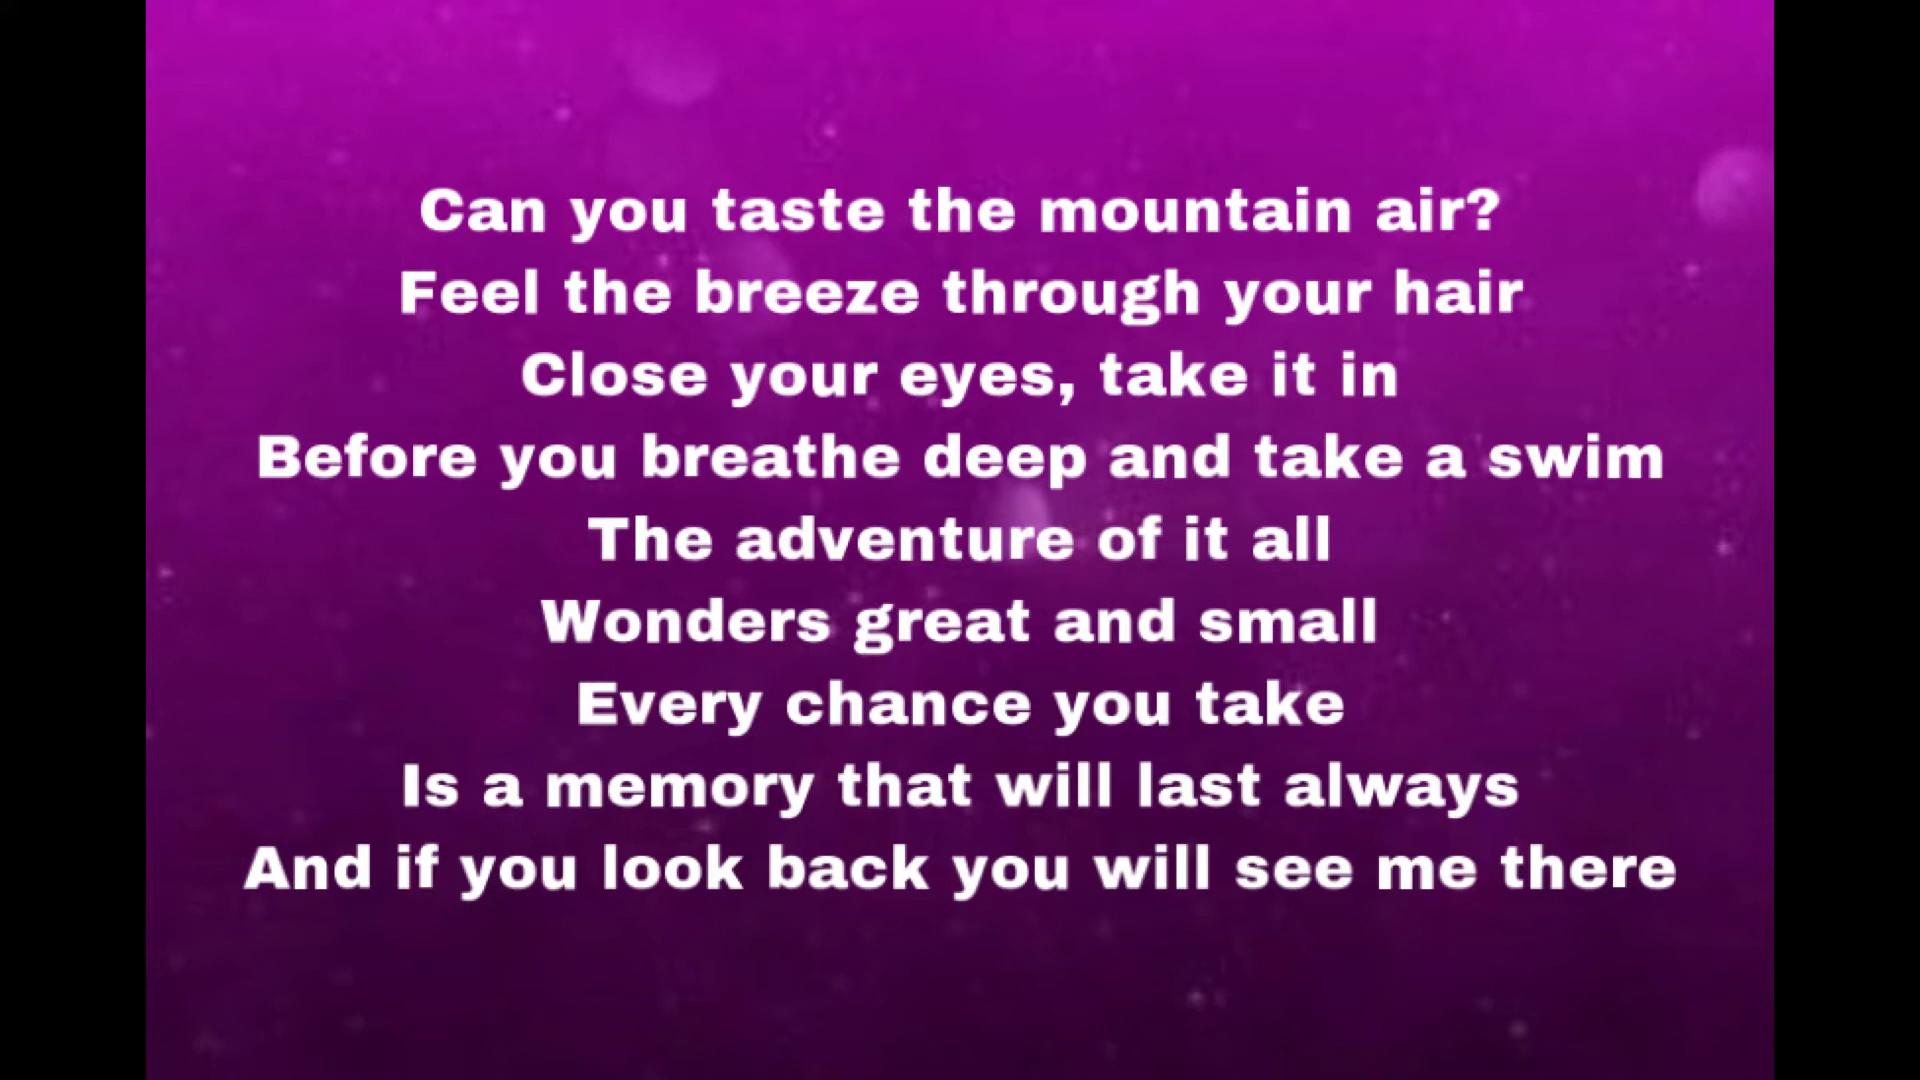 Can you taste the mountain air?
Feel the breeze through your hair
Close your eyes, take it in
Before you breathe deep and take a swim
The adventure of it all
Wonders great and small
Every chance you take
Is a memory that will last always
And if you look back you will see me there